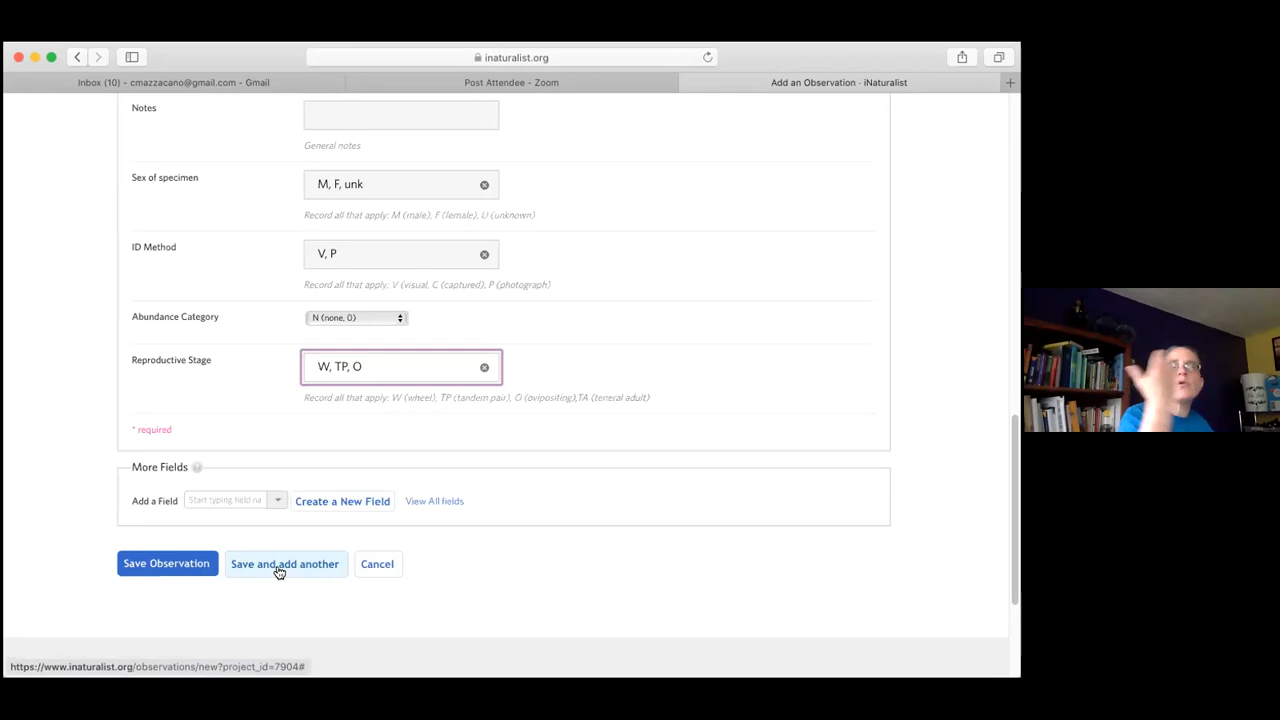 inaturalist.org
Inbox (10) - cmazzacano@gmail.com - Gmail
Post Attendee - Zoom
Add an Observation - iNaturalist
Notes
General notes
Sex of specimen
M, F, unk
Record all that apply: M (male), F (female), U (unknown)
ID Method
V, P
Record all that apply: V (visual, C (captured), P (photograph)
Abundance Category
N (none, 0)
Reproductive Stage
W, TP, O
Record all that apply: W (wheel), TP (tandem pair), O (ovipositing),TA (teneral adult)
* required
More Fields ?
Add a Field
Start typing field na
Create a New Field
View All fields
Save Observation
Save and add another
Cancel
https://www.inaturalist.org/observations/new?project_id=7904#